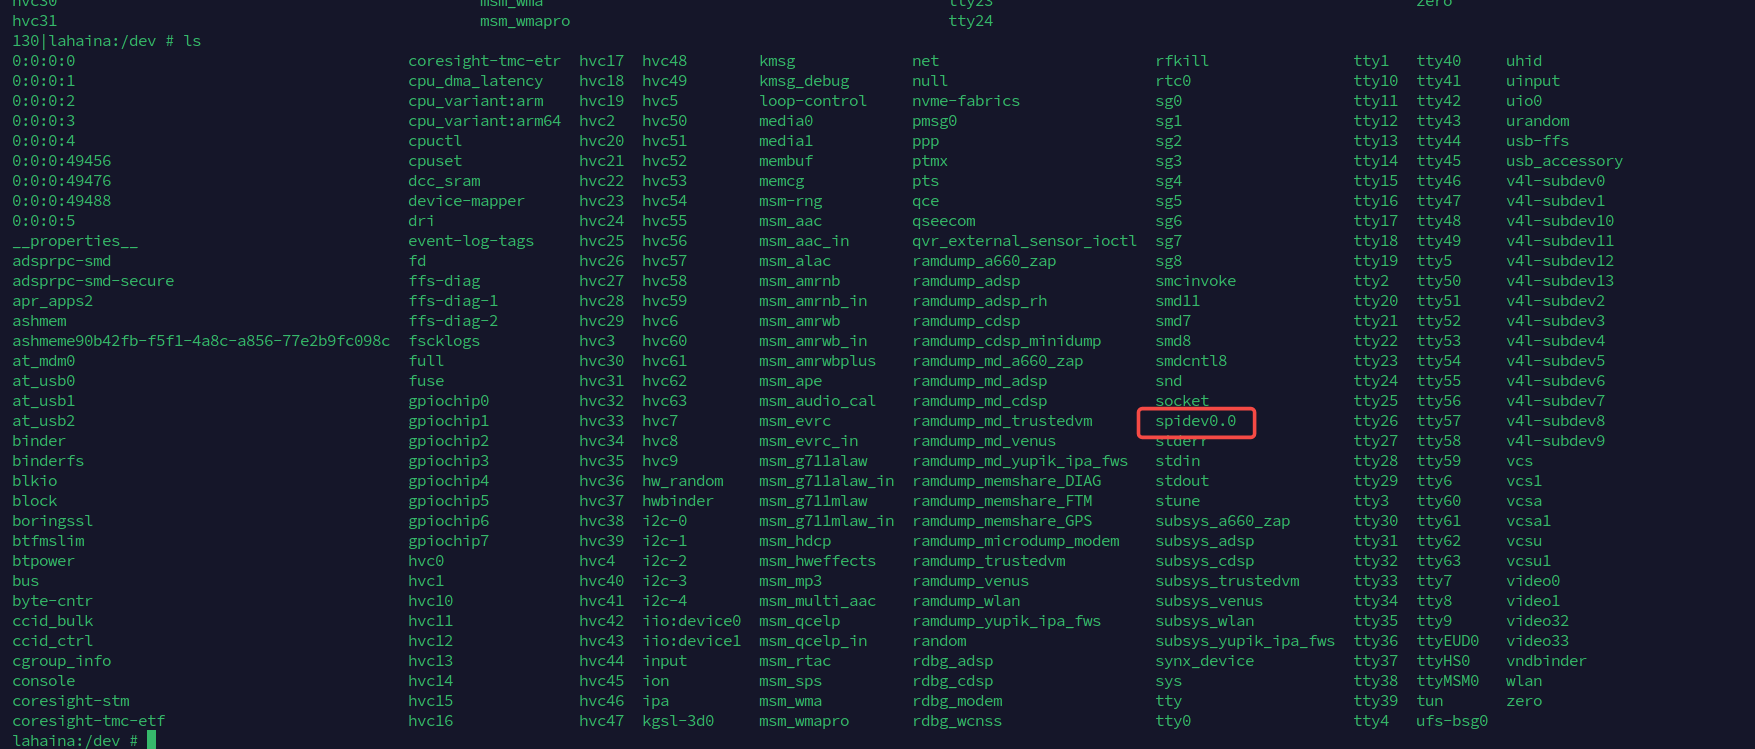 hvc30 msm_wma tty23 zero
hvc31 msm_wmapro tty24
130|lahaina:/dev # ls
0:0:0:0 coresight-tmc-etr hvc17 hvc48 kmsg net rfkill tty1 tty40 uhid
0:0:0:1 cpu_dma_latency hvc18 hvc49 kmsg_debug null rtc0 tty10 tty41 uinput
0:0:0:2 cpu_variant:arm hvc19 hvc5 loop-control nvme-fabrics sg0 tty11 tty42 uio0
0:0:0:3 cpu_variant:arm64 hvc2 hvc50 media0 pmsg0 sg1 tty12 tty43 urandom
0:0:0:4 cpuctl hvc20 hvc51 media1 ppp sg2 tty13 tty44 usb-ffs
0:0:0:49456 cpuset hvc21 hvc52 membuf ptmx sg3 tty14 tty45 usb_accessory
0:0:0:49476 dcc_sram hvc22 hvc53 memcg pts sg4 tty15 tty46 v4l-subdev0
0:0:0:49488 device-mapper hvc23 hvc54 msm-rng qce sg5 tty16 tty47 v4l-subdev1
0:0:0:5 dri hvc24 hvc55 msm_aac qseecom sg6 tty17 tty48 v4l-subdev10
__properties__ event-log-tags hvc25 hvc56 msm_aac_in qvr_external_sensor_ioctl sg7 tty18 tty49 v4l-subdev11
adsprpc-smd fd hvc26 hvc57 msm_alac ramdump_a660_zap sg8 tty19 tty5 v4l-subdev12
adsprpc-smd-secure ffs-diag hvc27 hvc58 msm_amrnb ramdump_adsp smcinvoke tty2 tty50 v4l-subdev13
apr_apps2 ffs-diag-1 hvc28 hvc59 msm_amrnb_in ramdump_adsp_rh smd11 tty20 tty51 v4l-subdev2
ashmem ffs-diag-2 hvc29 hvc6 msm_amrwb ramdump_cdsp smd7 tty21 tty52 v4l-subdev3
ashmeme90b42fb-f5f1-4a8c-a856-77e2b9fc098c fscklogs hvc3 hvc60 msm_amrwb_in ramdump_cdsp_minidump smd8 tty22 tty53 v4l-subdev4
at_mdm0 full hvc30 hvc61 msm_amrwbplus ramdump_md_a660_zap smdcntl8 tty23 tty54 v4l-subdev5
at_usb0 fuse hvc31 hvc62 msm_ape ramdump_md_adsp snd tty24 tty55 v4l-subdev6
at_usb1 gpiochip0 hvc32 hvc63 msm_audio_cal ramdump_md_cdsp socket tty25 tty56 v4l-subdev7
at_usb2 gpiochip1 hvc33 hvc7 msm_evrc ramdump_md_trustedvm spidev0.0 tty26 tty57 v4l-subdev8
binder gpiochip2 hvc34 hvc8 msm_evrc_in ramdump_md_venus stderr tty27 tty58 v4l-subdev9
binderfs gpiochip3 hvc35 hvc9 msm_g711alaw ramdump_md_yupik_ipa_fws stdin tty28 tty59 vcs
blkio gpiochip4 hvc36 hw_random msm_g711alaw_in ramdump_memshare_DIAG stdout tty29 tty6 vcs1
block gpiochip5 hvc37 hwbinder msm_g711mlaw ramdump_memshare_FTM stune tty3 tty60 vcsa
boringssl gpiochip6 hvc38 i2c-0 msm_g711mlaw_in ramdump_memshare_GPS subsys_a660_zap tty30 tty61 vcsa1
btfmslim gpiochip7 hvc39 i2c-1 msm_hdcp ramdump_microdump_modem subsys_adsp tty31 tty62 vcsu
btpower hvc0 hvc4 i2c-2 msm_hweffects ramdump_trustedvm subsys_cdsp tty32 tty63 vcsu1
bus hvc1 hvc40 i2c-3 msm_mp3 ramdump_venus subsys_trustedvm tty33 tty7 video0
byte-cntr hvc10 hvc41 i2c-4 msm_multi_aac ramdump_wlan subsys_venus tty34 tty8 video1
ccid_bulk hvc11 hvc42 iio:device0 msm_qcelp ramdump_yupik_ipa_fws subsys_wlan tty35 tty9 video32
ccid_ctrl hvc12 hvc43 iio:device1 msm_qcelp_in random subsys_yupik_ipa_fws tty36 ttyEUD0 video33
cgroup_info hvc13 hvc44 input msm_rtac rdbg_adsp synx_device tty37 ttyHS0 vndbinder
console hvc14 hvc45 ion msm_sps rdbg_cdsp sys tty38 ttyMSM0 wlan
coresight-stm hvc15 hvc46 ipa msm_wma rdbg_modem tty tty39 tun zero
coresight-tmc-etf hvc16 hvc47 kgsl-3d0 msm_wmapro rdbg_wcnss tty0 tty4 ufs-bsg0
lahaina:/dev #